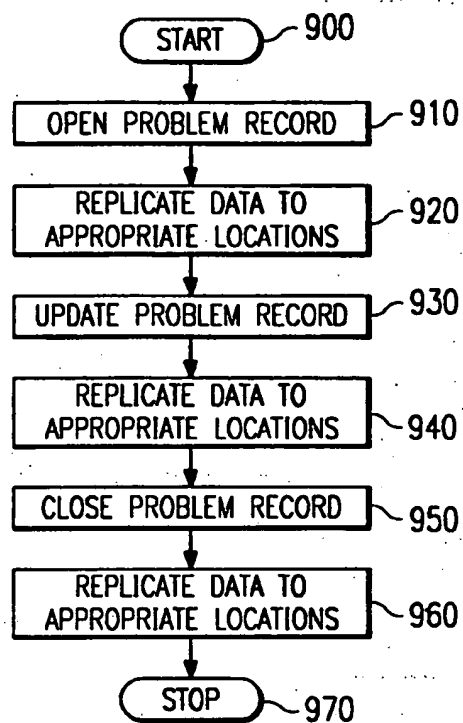 START
900
OPEN PROBLEM RECORD
910
REPLICATE DATA TO
APPROPRIATE LOCATIONS
920
UPDATE PROBLEM RECORD
930
REPLICATE DATA TO
APPROPRIATE LOCATIONS
940
CLOSE PROBLEM RECORD
950
REPLICATE DATA TO
APPROPRIATE LOCATIONS
960
STOP
970